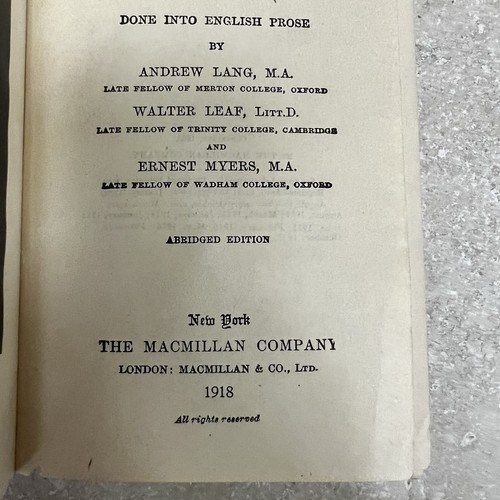 DONE INTO ENGLISH PROSE
BY
ANDREW LANG, M.A.
LATE FELLOW OF MERTON COLLEGE, OXFORD
WALTER LEAF, LITT.D.
LATE FELLOW OF TRINITY COLLEGE, CAMBRIDGE
AND
ERNEST MYERS, M.A.
LATE FELLOW OF WADHAM COLLEGE, OXFORD
ABRIDGED EDITION
New York
THE MACMILLAN COMPANY
LONDON: MACMILLAN & CO., LTD.
1918
All rights reserved